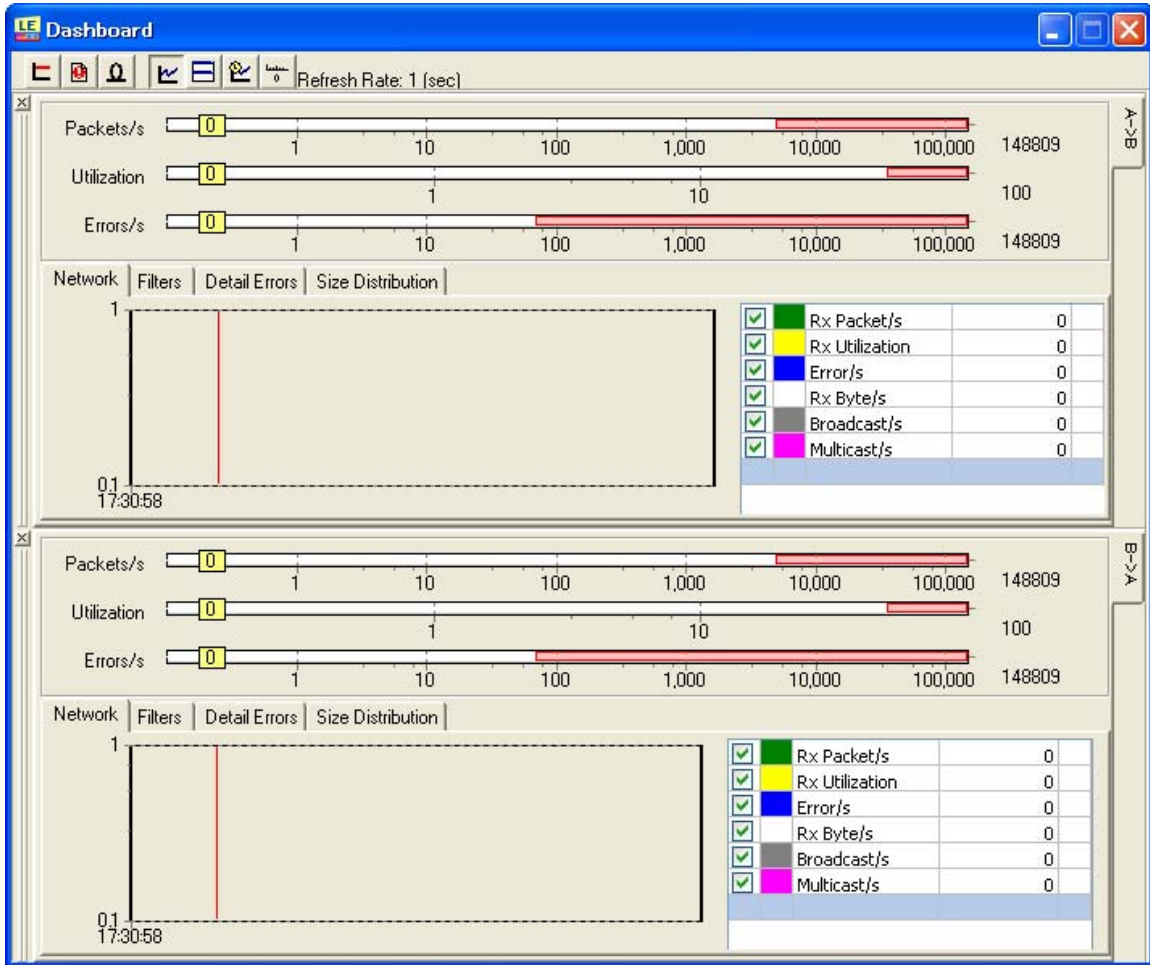 LE Dashboard
Refresh Rate: 1 (sec)
A->B
Packets/s 0 1 10 100 1,000 10,000 100,000 148809
Utilization 0 1 10 100
Errors/s 0 1 10 100 1,000 10,000 100,000 148809
Network Filters Detail Errors Size Distribution
1
0.1
17:30:58
Rx Packet/s 0
Rx Utilization 0
Error/s 0
Rx Byte/s 0
Broadcast/s 0
Multicast/s 0
B->A
Packets/s 0 1 10 100 1,000 10,000 100,000 148809
Utilization 0 1 10 100
Errors/s 0 1 10 100 1,000 10,000 100,000 148809
Network Filters Detail Errors Size Distribution
1
0.1
17:30:58
Rx Packet/s 0
Rx Utilization 0
Error/s 0
Rx Byte/s 0
Broadcast/s 0
Multicast/s 0